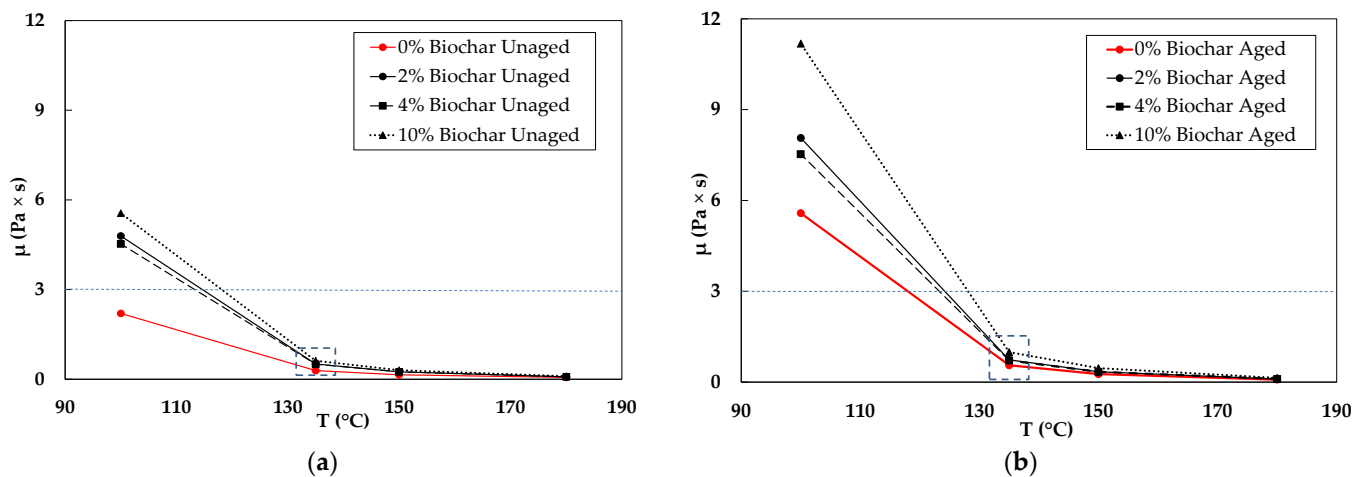 12
9
6
3
0
μ (Pa × s)
0% Biochar Unaged
2% Biochar Unaged
4% Biochar Unaged
10% Biochar Unaged
90 110 130 150 170 190
T (°C)
(a)
12
9
6
3
0
μ (Pa × s)
0% Biochar Aged
2% Biochar Aged
4% Biochar Aged
10% Biochar Aged
90 110 130 150 170 190
T (°C)
(b)